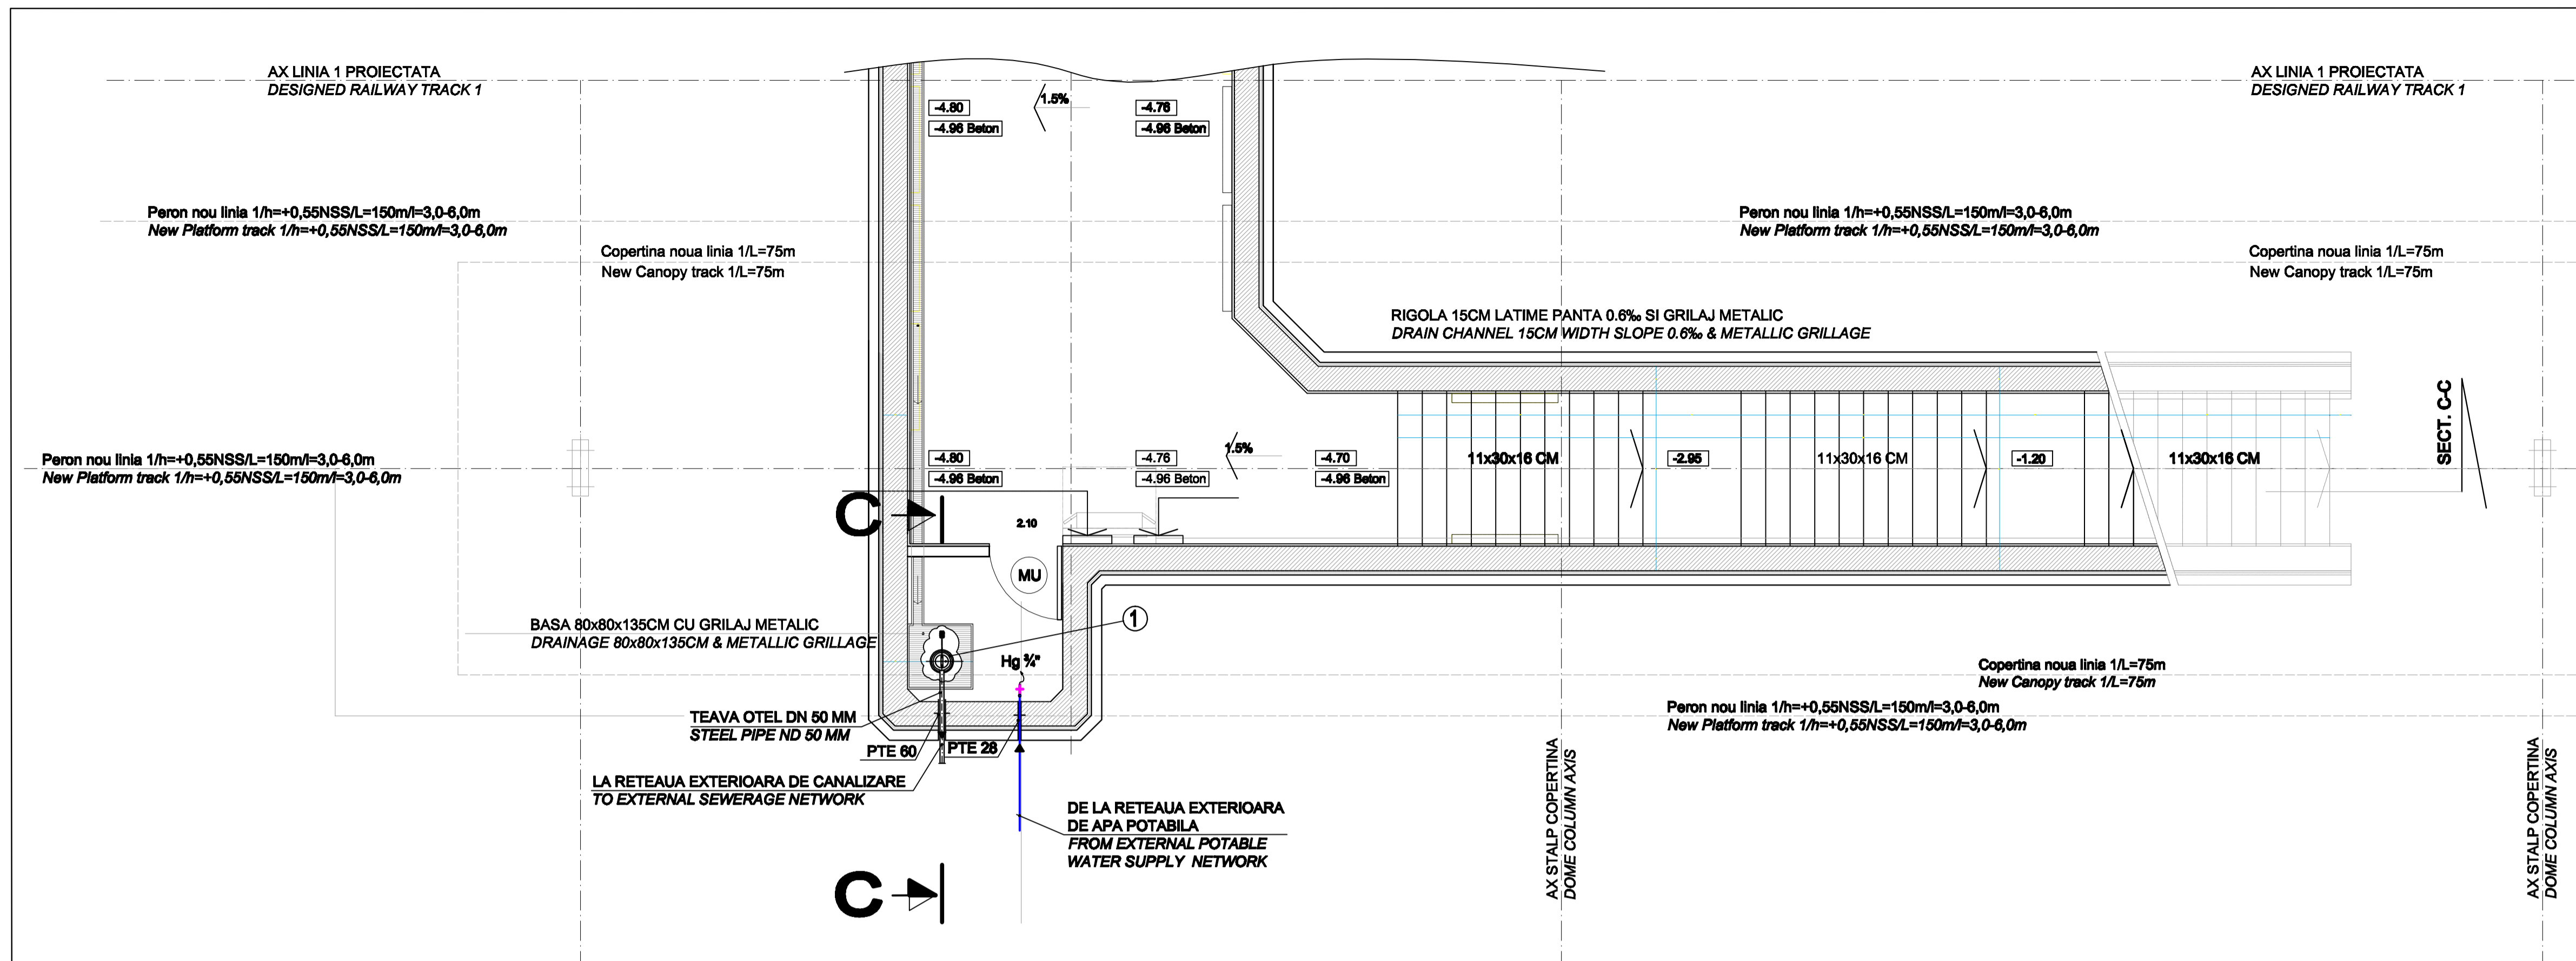 AX LINIA 1 PROIECTATA
DESIGNED RAILWAY TRACK 1
AX LINIA 1 PROIECTATA
DESIGNED RAILWAY TRACK 1
-4.80
-4.96 Beton
1.5%
-4.76
-4.96 Beton
Peron nou linia 1/h=+0,55NSS/L=150m/l=3,0-6,0m
New Platform track 1/h=+0,55NSS/L=150m/l=3,0-6,0m
Peron nou linia 1/h=+0,55NSS/L=150m/l=3,0-6,0m
New Platform track 1/h=+0,55NSS/L=150m/l=3,0-6,0m
Copertina noua linia 1/L=75m
New Canopy track 1/L=75m
Copertina noua linia 1/L=75m
New Canopy track 1/L=75m
RIGOLA 15CM LATIME PANTA 0.6‰ SI GRILAJ METALIC
DRAIN CHANNEL 15CM WIDTH SLOPE 0.6‰ & METALLIC GRILLAGE
SECT. C-C
Peron nou linia 1/h=+0,55NSS/L=150m/l=3,0-6,0m
New Platform track 1/h=+0,55NSS/L=150m/l=3,0-6,0m
-4.80
-4.96 Beton
-4.76
-4.96 Beton
1.5%
-4.70
-4.96 Beton
11x30x16 CM
-2.95
11x30x16 CM
-1.20
11x30x16 CM
C
2.10
MU
1
BASA 80x80x135CM CU GRILAJ METALIC
DRAINAGE 80x80x135CM & METALLIC GRILLAGE
Hg ¾"
Copertina noua linia 1/L=75m
New Canopy track 1/L=75m
Peron nou linia 1/h=+0,55NSS/L=150m/l=3,0-6,0m
New Platform track 1/h=+0,55NSS/L=150m/l=3,0-6,0m
TEAVA OTEL DN 50 MM
STEEL PIPE ND 50 MM
PTE 60
PTE 28
LA RETEAUA EXTERIOARA DE CANALIZARE
TO EXTERNAL SEWERAGE NETWORK
DE LA RETEAUA EXTERIOARA
DE APA POTABILA
FROM EXTERNAL POTABLE
WATER SUPPLY NETWORK
AX STALP COPERTINA
DOME COLUMN AXIS
AX STALP COPERTINA
DOME COLUMN AXIS
C